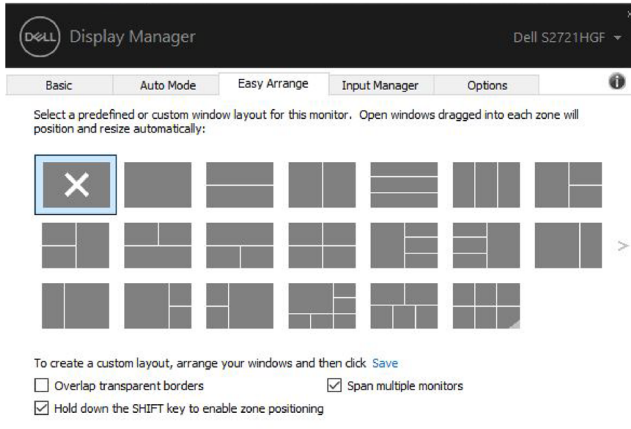 DELL Display Manager
Dell S2721HGF
Basic
Auto Mode
Easy Arrange
Input Manager
Options
Select a predefined or custom window layout for this monitor. Open windows dragged into each zone will
position and resize automatically:
To create a custom layout, arrange your windows and then click Save
Overlap transparent borders
Span multiple monitors
Hold down the SHIFT key to enable zone positioning